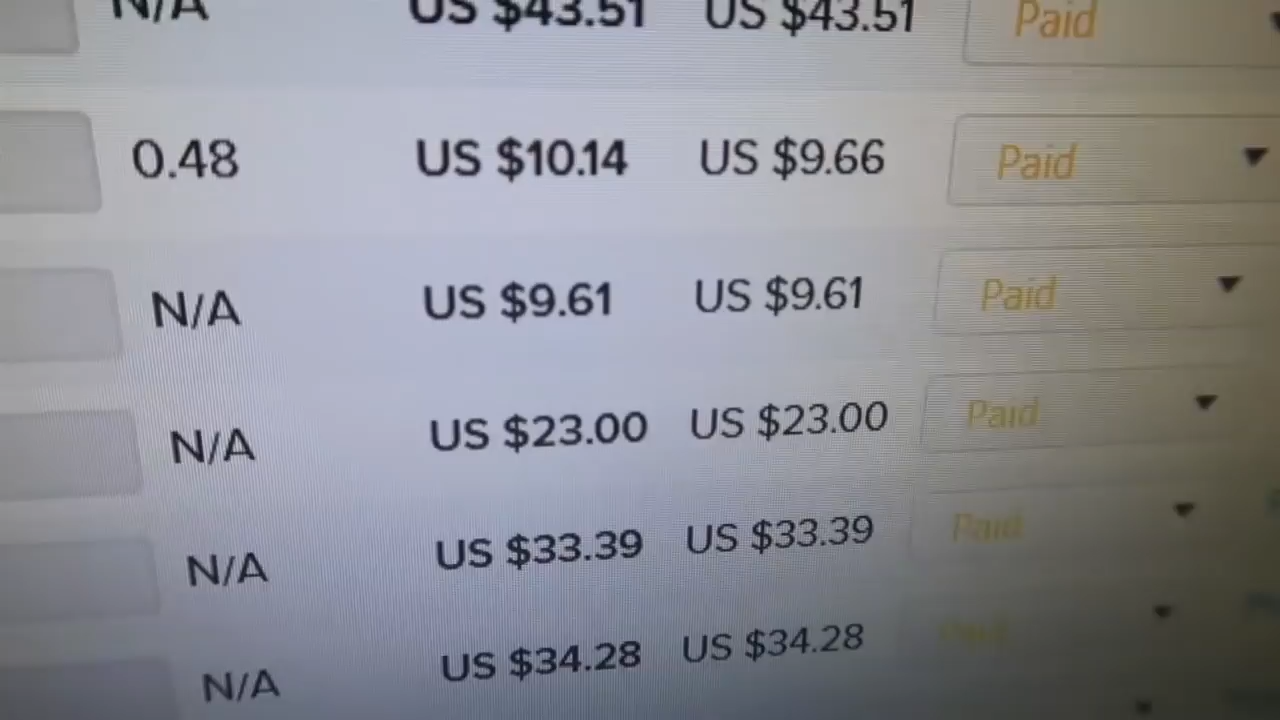 N/A US $43.51 US $43.51 Paid
0.48 US $10.14 US $9.66 Paid
N/A US $9.61 US $9.61 Paid
N/A US $23.00 US $23.00 Paid
N/A US $33.39 US $33.39 Paid
N/A US $34.28 US $34.28 Paid